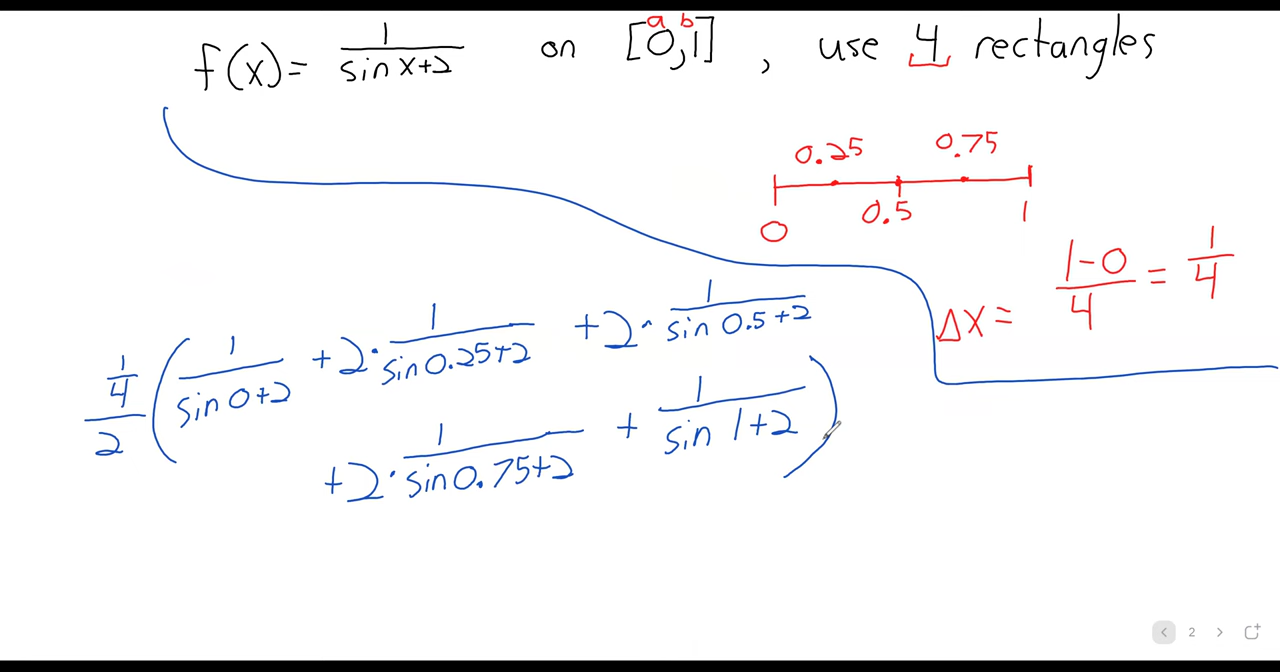 f(x) = 1/(sin x+2) on [0,1], use 4 rectangles
a b
0.25 0.75
0 0.5 1
Δx = (1-0)/4 = 1/4
(1/4)/2 ( 1/(sin 0+2) + 2 · 1/(sin 0.25+2) + 2 · 1/(sin 0.5+2)
+ 2 · 1/(sin 0.75+2) + 1/(sin 1+2) )
2